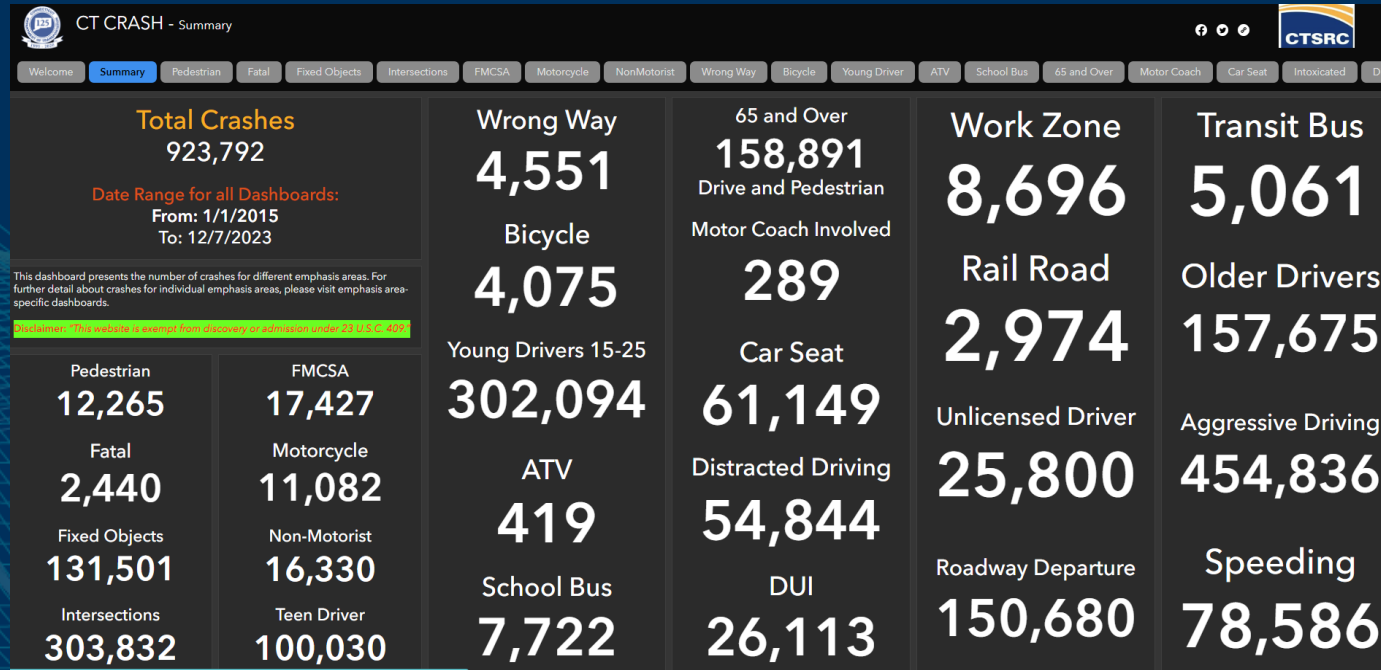 125
CT CRASH - Summary
CTSRC
Welcome
Summary
Pedestrian
Fatal
Fixed Objects
Intersections
FMCSA
Motorcycle
NonMotorist
Wrong Way
Bicycle
Young Driver
ATV
School Bus
65 and Over
Motor Coach
Car Seat
Intoxicated
D
Total Crashes
923,792
Date Range for all Dashboards:
From: 1/1/2015
To: 12/7/2023
This dashboard presents the number of crashes for different emphasis areas. For
further detail about crashes for individual emphasis areas, please visit emphasis area-
specific dashboards.
Disclaimer: "This website is exempt from discovery or admission under 23 U.S.C. 409."
Pedestrian
12,265
Fatal
2,440
Fixed Objects
131,501
Intersections
303,832
FMCSA
17,427
Motorcycle
11,082
Non-Motorist
16,330
Teen Driver
100,030
Wrong Way
4,551
Bicycle
4,075
Young Drivers 15-25
302,094
ATV
419
School Bus
7,722
65 and Over
158,891
Drive and Pedestrian
Motor Coach Involved
289
Car Seat
61,149
Distracted Driving
54,844
DUI
26,113
Work Zone
8,696
Rail Road
2,974
Unlicensed Driver
25,800
Roadway Departure
150,680
Transit Bus
5,061
Older Drivers
157,675
Aggressive Driving
454,836
Speeding
78,586